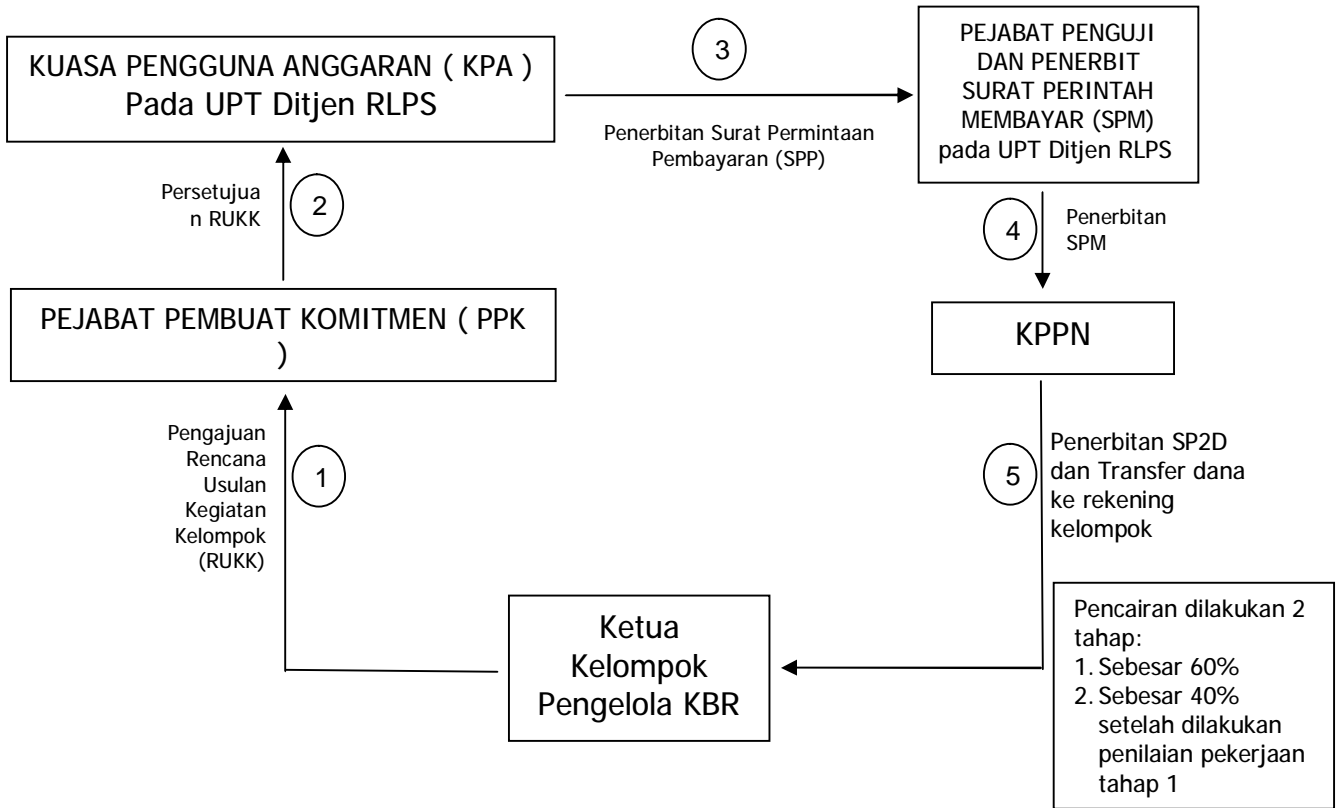 KUASA PENGGUNA ANGGARAN ( KPA )
Pada UPT Ditjen RLPS
3
Penerbitan Surat Permintaan
Pembayaran (SPP)
PEJABAT PENGUJI
DAN PENERBIT
SURAT PERINTAH
MEMBAYAR (SPM)
pada UPT Ditjen RLPS
Persetujua
n RUKK
2
4
Penerbitan
SPM
PEJABAT PEMBUAT KOMITMEN ( PPK
)
KPPN
Pengajuan
Rencana
Usulan
Kegiatan
Kelompok
(RUKK)
1
5
Penerbitan SP2D
dan Transfer dana
ke rekening
kelompok
Ketua
Kelompok
Pengelola KBR
Pencairan dilakukan 2
tahap:
1. Sebesar 60%
2. Sebesar 40%
setelah dilakukan
penilaian pekerjaan
tahap 1